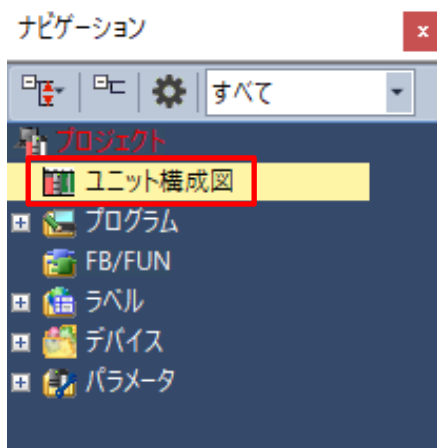 ナビゲーション
すべて
プロジェクト
ユニット構成図
プログラム
FB/FUN
ラベル
デバイス
パラメータ